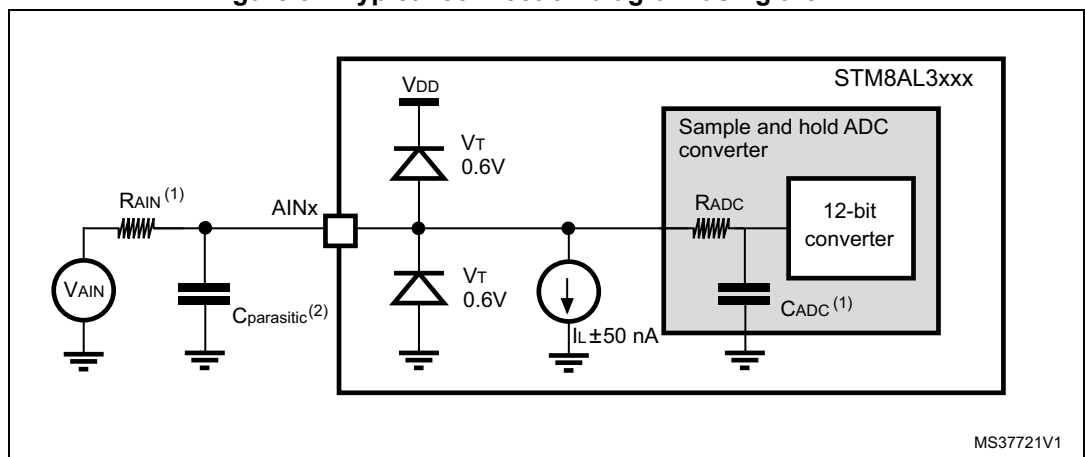 STM8AL3xxx
VDD
Sample and hold ADC
converter
VT
0.6V
RAIN (1)
AINx
RADC
12-bit
converter
VAIN
Cparasitic(2)
VT
0.6V
IL±50 nA
CADC (1)
MS37721V1